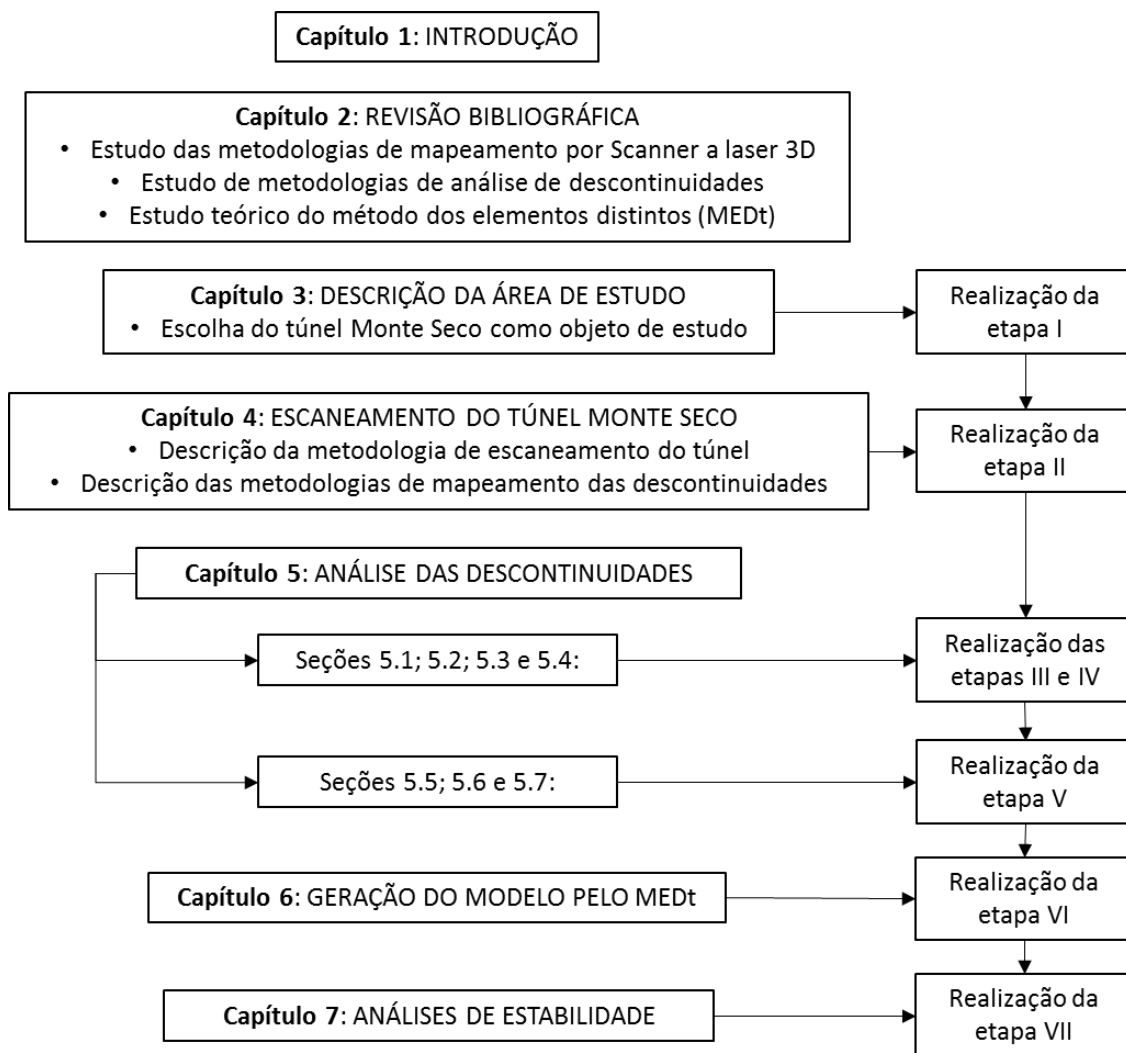 Capítulo 1: INTRODUÇÃO
Capítulo 2: REVISÃO BIBLIOGRÁFICA
• Estudo das metodologias de mapeamento por Scanner a laser 3D
• Estudo de metodologias de análise de descontinuidades
• Estudo teórico do método dos elementos distintos (MEDt)
Capítulo 3: DESCRIÇÃO DA ÁREA DE ESTUDO
• Escolha do túnel Monte Seco como objeto de estudo
Realização da
etapa I
Capítulo 4: ESCANEAMENTO DO TÚNEL MONTE SECO
• Descrição da metodologia de escaneamento do túnel
• Descrição das metodologias de mapeamento das descontinuidades
Realização da
etapa II
Capítulo 5: ANÁLISE DAS DESCONTINUIDADES
Seções 5.1; 5.2; 5.3 e 5.4:
Realização das
etapas III e IV
Seções 5.5; 5.6 e 5.7:
Realização da
etapa V
Capítulo 6: GERAÇÃO DO MODELO PELO MEDt
Realização da
etapa VI
Capítulo 7: ANÁLISES DE ESTABILIDADE
Realização da
etapa VII